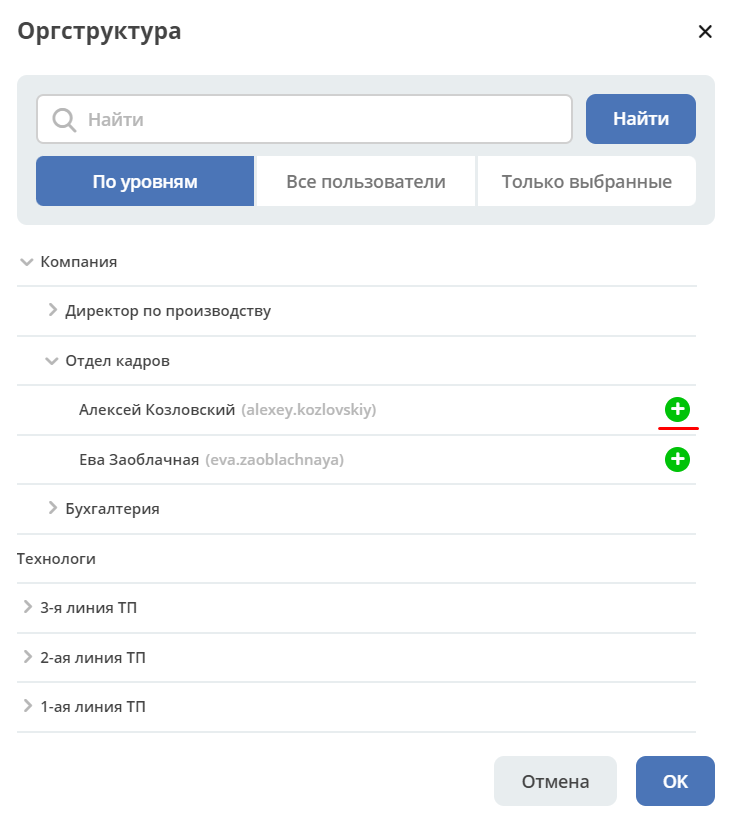 Оргструктура
Найти Найти
По уровням Все пользователи Только выбранные
Компания
Директор по производству
Отдел кадров
Алексей Козловский (alexey.kozlovskiy)
Ева Заоблачная (eva.zaoblachnaya)
Бухгалтерия
Технологи
3-я линия ТП
2-ая линия ТП
1-ая линия ТП
Отмена ОК